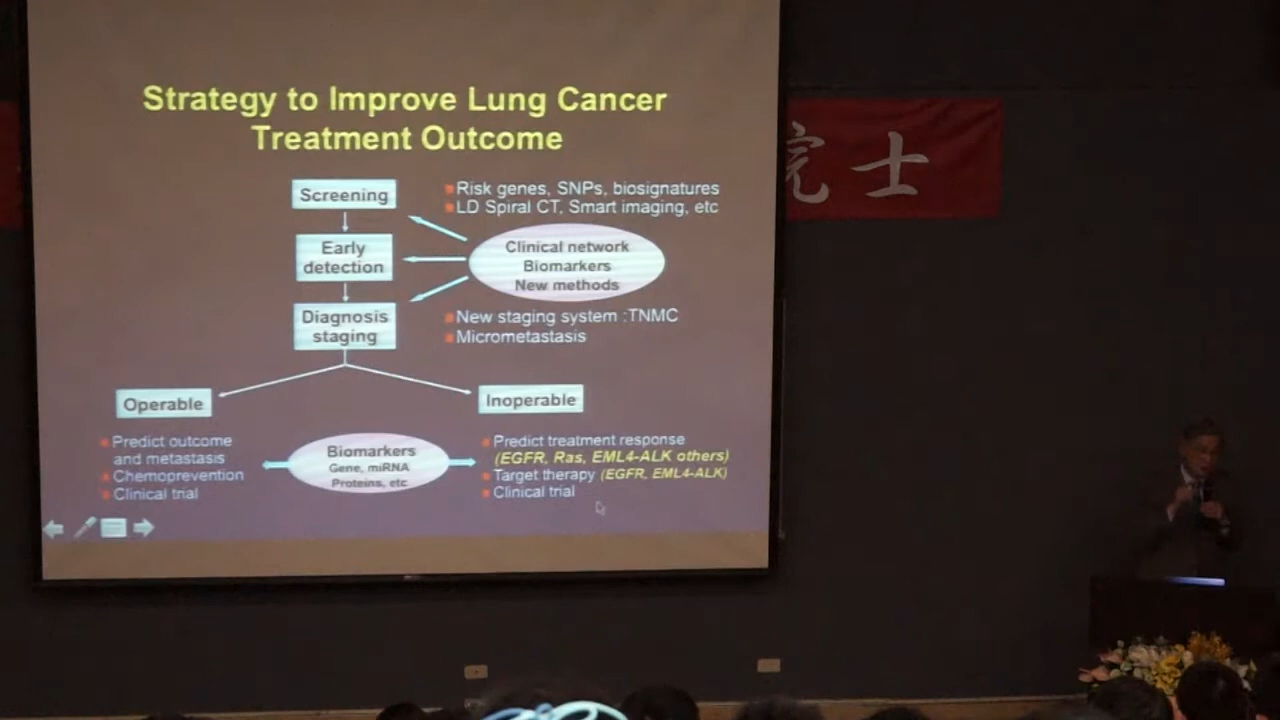 Strategy to Improve Lung Cancer
Treatment Outcome
Screening
Risk genes, SNPs, biosignatures
LD Spiral CT, Smart imaging, etc
Early
detection
Clinical network
Biomarkers
New methods
Diagnosis
staging
New staging system :TNMC
Micrometastasis
Operable
Inoperable
Predict outcome
and metastasis
Chemoprevention
Clinical trial
Biomarkers
Gene, miRNA
Proteins, etc
Predict treatment response
(EGFR, Ras, EML4-ALK others)
Target therapy (EGFR, EML4-ALK)
Clinical trial
院士